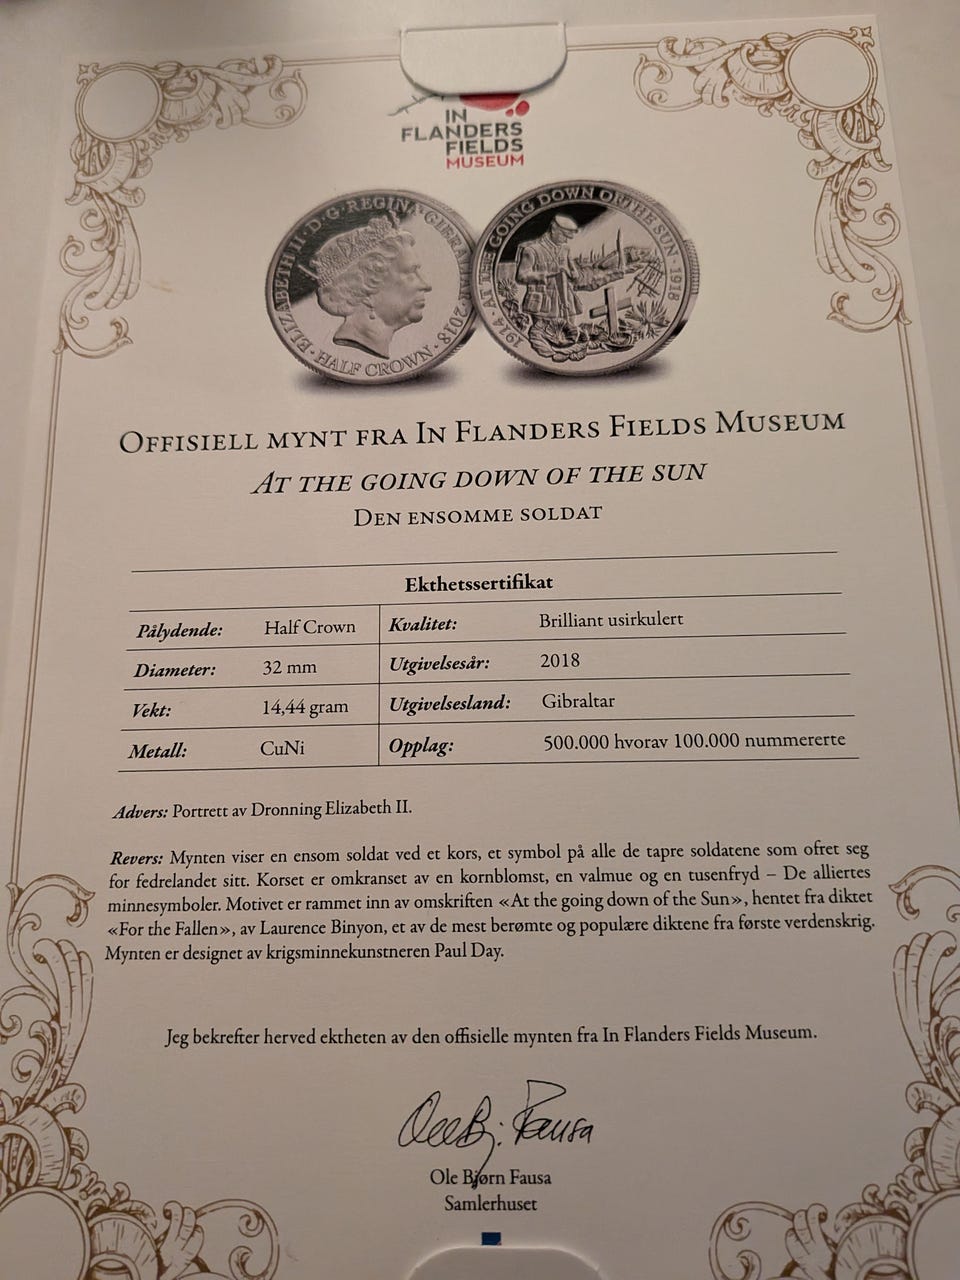 IN
FLANDERS
FIELDS
MUSEUM
ELIZABETH II · D · G · REGINA GIBRALTAR · 2018 ·
· HALF CROWN ·
1914 · AT THE GOING DOWN OF THE SUN · 1918
OFFISIELL MYNT FRA IN FLANDERS FIELDS MUSEUM
AT THE GOING DOWN OF THE SUN
DEN ENSOMME SOLDAT
Ekthetssertifikat
Pålydende: Half Crown Kvalitet: Brilliant usirkulert
Diameter: 32 mm Utgivelsesår: 2018
Vekt: 14,44 gram Utgivelsesland: Gibraltar
Metall: CuNi Opplag: 500.000 hvorav 100.000 nummererte
Advers: Portrett av Dronning Elizabeth II.
Revers: Mynten viser en ensom soldat ved et kors, et symbol på alle de tapre soldatene som ofret seg
for fedrelandet sitt. Korset er omkranset av en kornblomst, en valmue og en tusenfryd – De alliertes
minnesymboler. Motivet er rammet inn av omskriften «At the going down of the Sun», hentet fra diktet
«For the Fallen», av Laurence Binyon, et av de mest berømte og populære diktene fra første verdenskrig.
Mynten er designet av krigsminnekunstneren Paul Day.
Jeg bekrefter herved ektheten av den offisielle mynten fra In Flanders Fields Museum.
Ole Bj. Fausa
Ole Bjørn Fausa
Samlerhuset